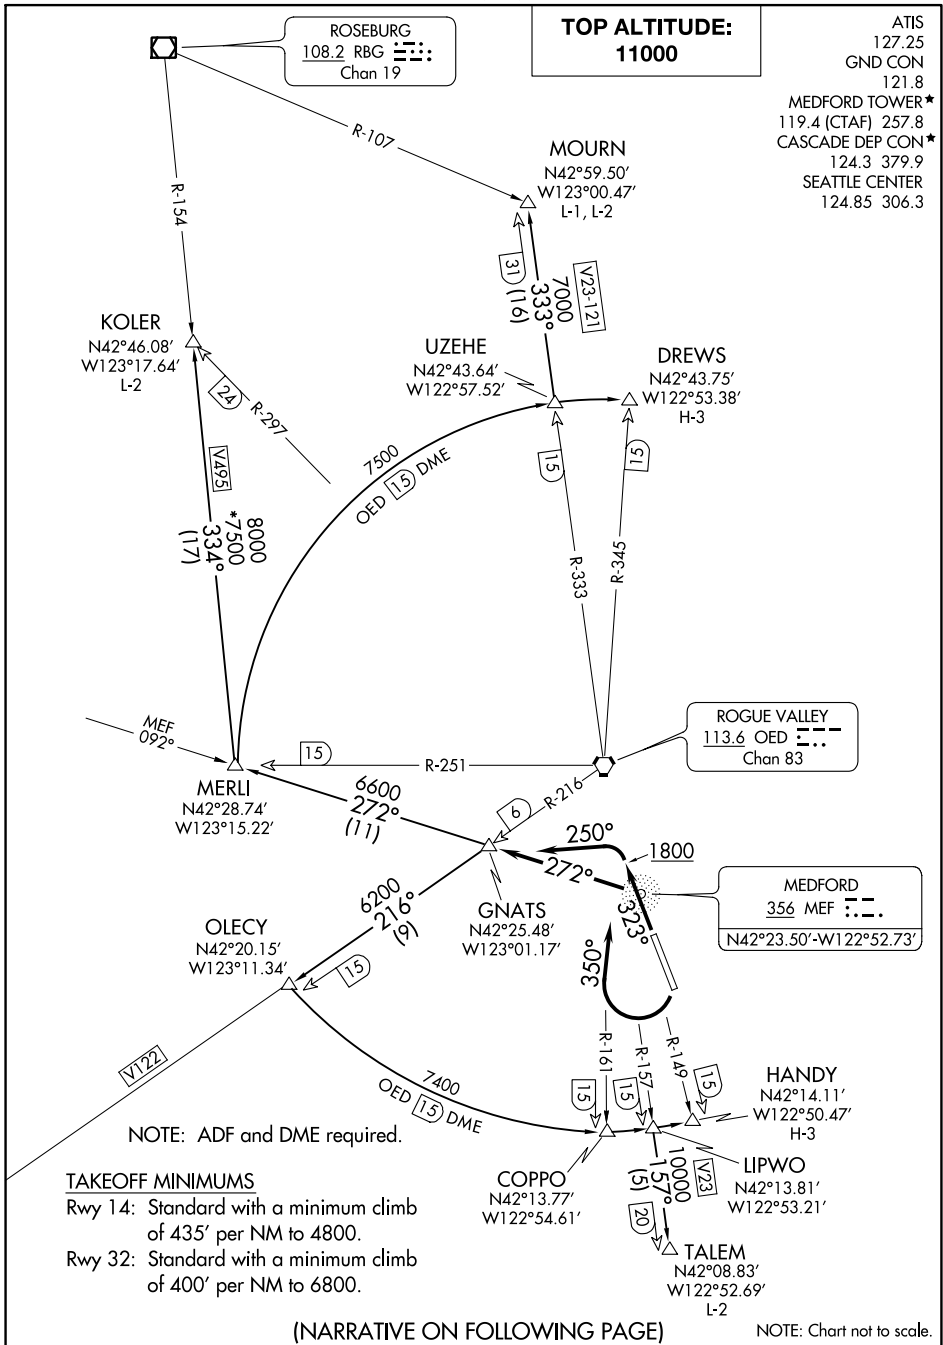 TOP ALTITUDE:
11000
ATIS
127.25
GND CON
121.8
MEDFORD TOWER★
119.4 (CTAF) 257.8
CASCADE DEP CON★
124.3 379.9
SEATTLE CENTER
124.85 306.3
ROSEBURG
108.2 RBG
Chan 19
R-107
R-154
MOURN
N42°59.50'
W123°00.47'
L-1, L-2
31
(16)
333°
7000
V23-121
KOLER
N42°46.08'
W123°17.64'
L-2
24
R-297
V495
8000
*7500
334°
(17)
UZEHE
N42°43.64'
W122°57.52'
DREWS
N42°43.75'
W122°53.38'
H-3
7500
OED 15 DME
15
15
R-333
R-345
MEF
092°
MERLI
N42°28.74'
W123°15.22'
15
R-251
ROGUE VALLEY
113.6 OED
Chan 83
R-216
6
6600
272°
(11)
250°
272°
1800
323°
350°
MEDFORD
356 MEF
N42°23.50'-W122°52.73'
GNATS
N42°25.48'
W123°01.17'
6200
216°
(9)
OLECY
N42°20.15'
W123°11.34'
15
V122
7400
OED 15 DME
R-161
R-157
R-149
15
15
15
HANDY
N42°14.11'
W122°50.47'
H-3
COPPO
N42°13.77'
W122°54.61'
LIPWO
N42°13.81'
W122°53.21'
10000
157°
(5)
V23
20
TALEM
N42°08.83'
W122°52.69'
L-2
NOTE: ADF and DME required.
TAKEOFF MINIMUMS
Rwy 14: Standard with a minimum climb
of 435' per NM to 4800.
Rwy 32: Standard with a minimum climb
of 400' per NM to 6800.
(NARRATIVE ON FOLLOWING PAGE)
NOTE: Chart not to scale.